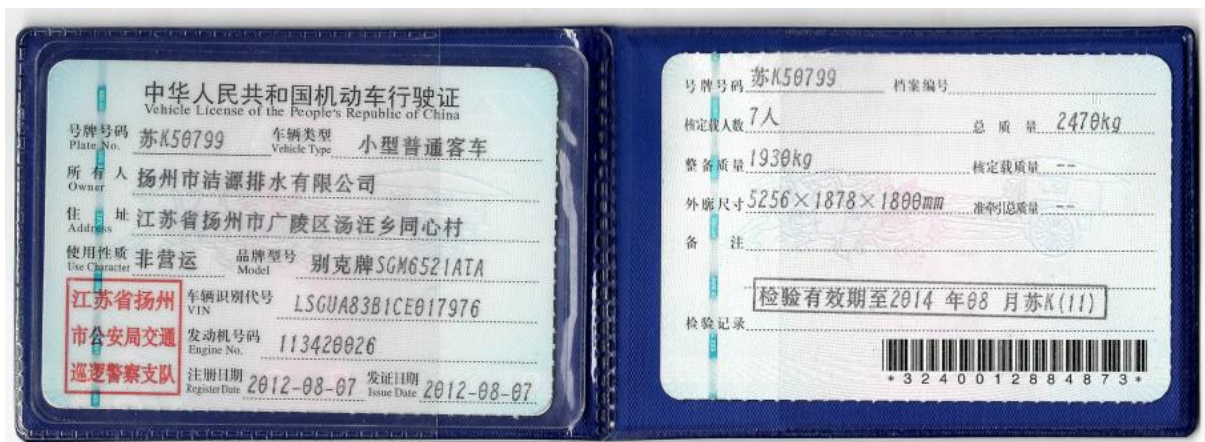 中华人民共和国机动车行驶证
Vehicle License of the People's Republic of China
号牌号码 苏K50799 车辆类型 小型普通客车
Plate No. Vehicle Type
所有人 扬州市洁源排水有限公司
Owner
住址 江苏省扬州市广陵区汤汪乡同心村
Address
使用性质 非营运 品牌型号 别克牌SGM6521ATA
Use Character Model
江苏省扬州
市公安局交通
巡逻警察支队
车辆识别代号 LSGUA83B1CE017976
VIN
发动机号码 113420026
Engine No.
注册日期 2012-08-07 发证日期 2012-08-07
Register Date Issue Date
号牌号码 苏K50799 档案编号
核定载人数 7人 总质量 2470kg
整备质量 1930kg 核定载质量 --
外廓尺寸 5256×1878×1800mm 准牵引总质量 --
备注
检验有效期至2014 年08 月苏K(11)
检验记录
*3240012884873*